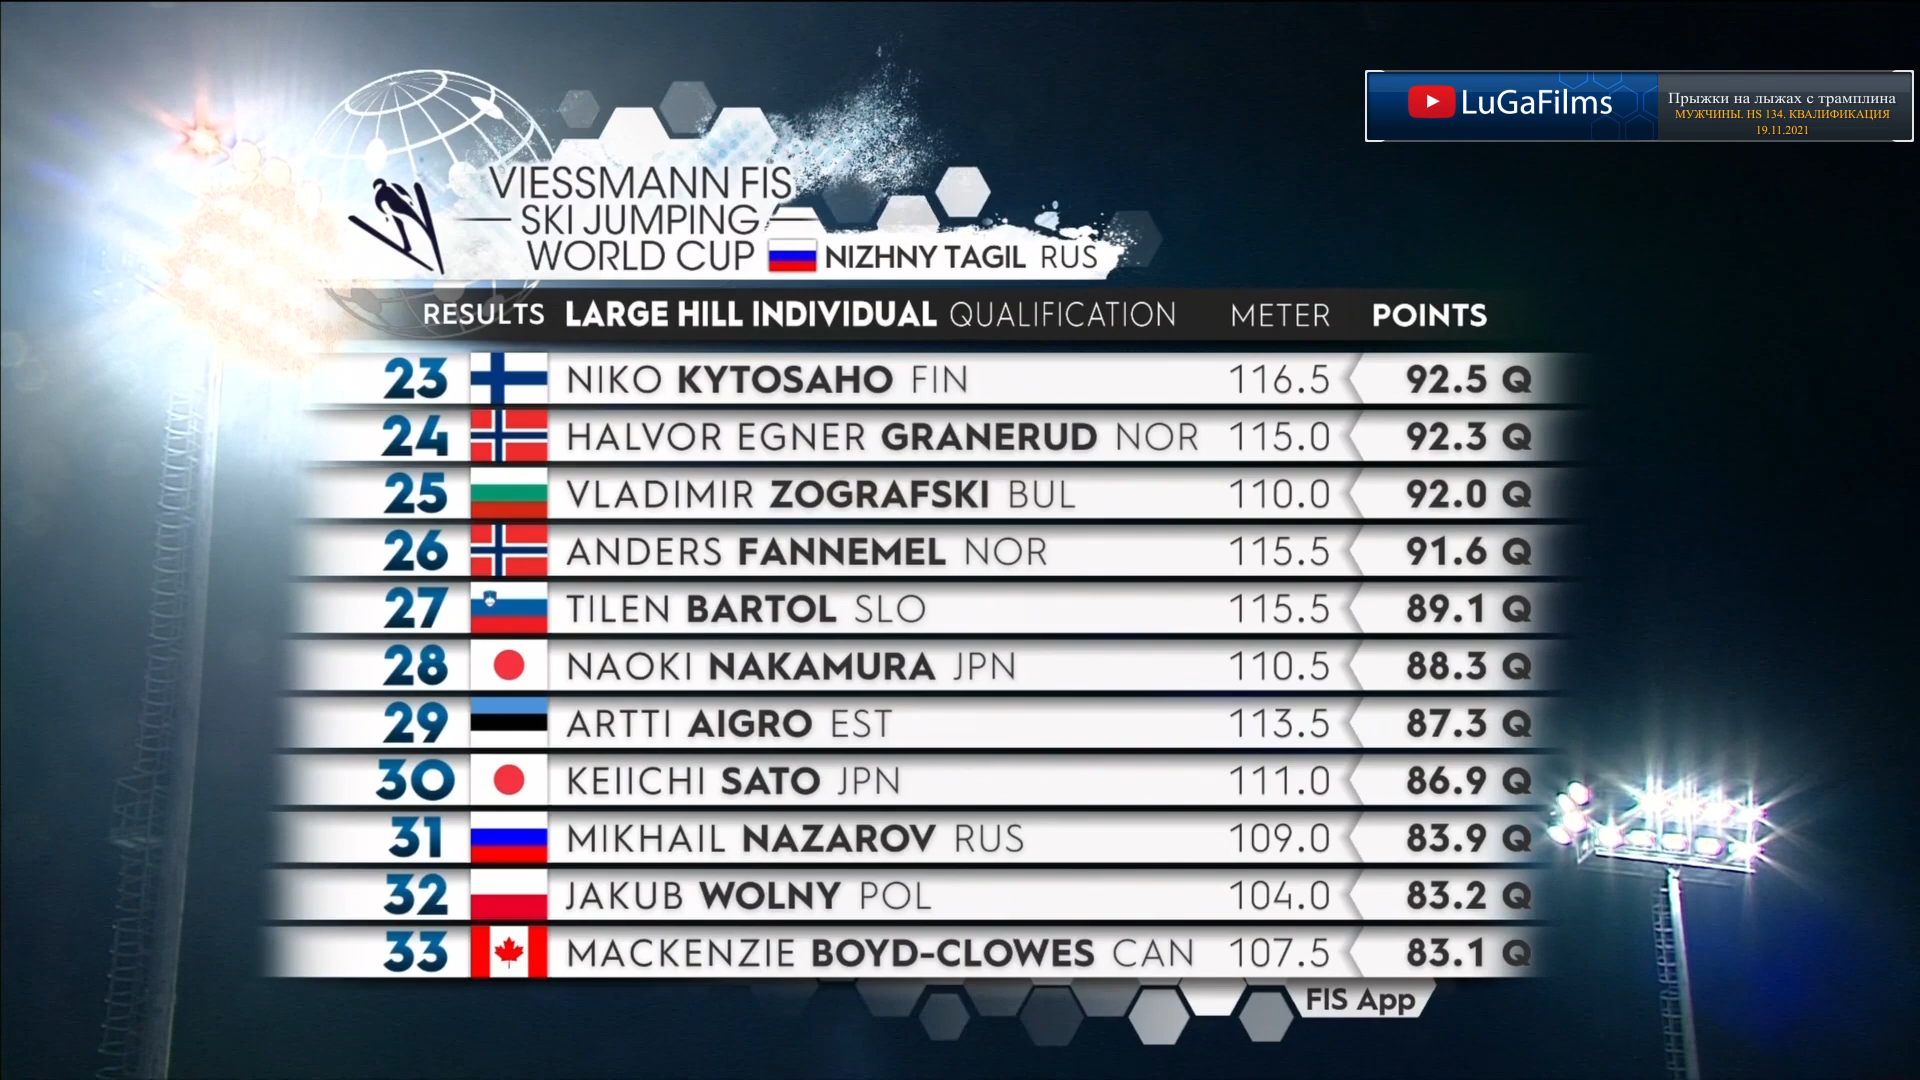 LuGaFilms
Прыжки на лыжах с трамплина
МУЖЧИНЫ. HS 134. КВАЛИФИКАЦИЯ
19.11.2021
VIESSMANN FIS
SKI JUMPING
WORLD CUP NIZHNY TAGIL RUS
RESULTS LARGE HILL INDIVIDUAL QUALIFICATION METER POINTS
23 NIKO KYTOSAHO FIN 116.5 92.5 Q
24 HALVOR EGNER GRANERUD NOR 115.0 92.3 Q
25 VLADIMIR ZOGRAFSKI BUL 110.0 92.0 Q
26 ANDERS FANNEMEL NOR 115.5 91.6 Q
27 TILEN BARTOL SLO 115.5 89.1 Q
28 NAOKI NAKAMURA JPN 110.5 88.3 Q
29 ARTTI AIGRO EST 113.5 87.3 Q
30 KEIICHI SATO JPN 111.0 86.9 Q
31 MIKHAIL NAZAROV RUS 109.0 83.9 Q
32 JAKUB WOLNY POL 104.0 83.2 Q
33 MACKENZIE BOYD-CLOWES CAN 107.5 83.1 Q
FIS App